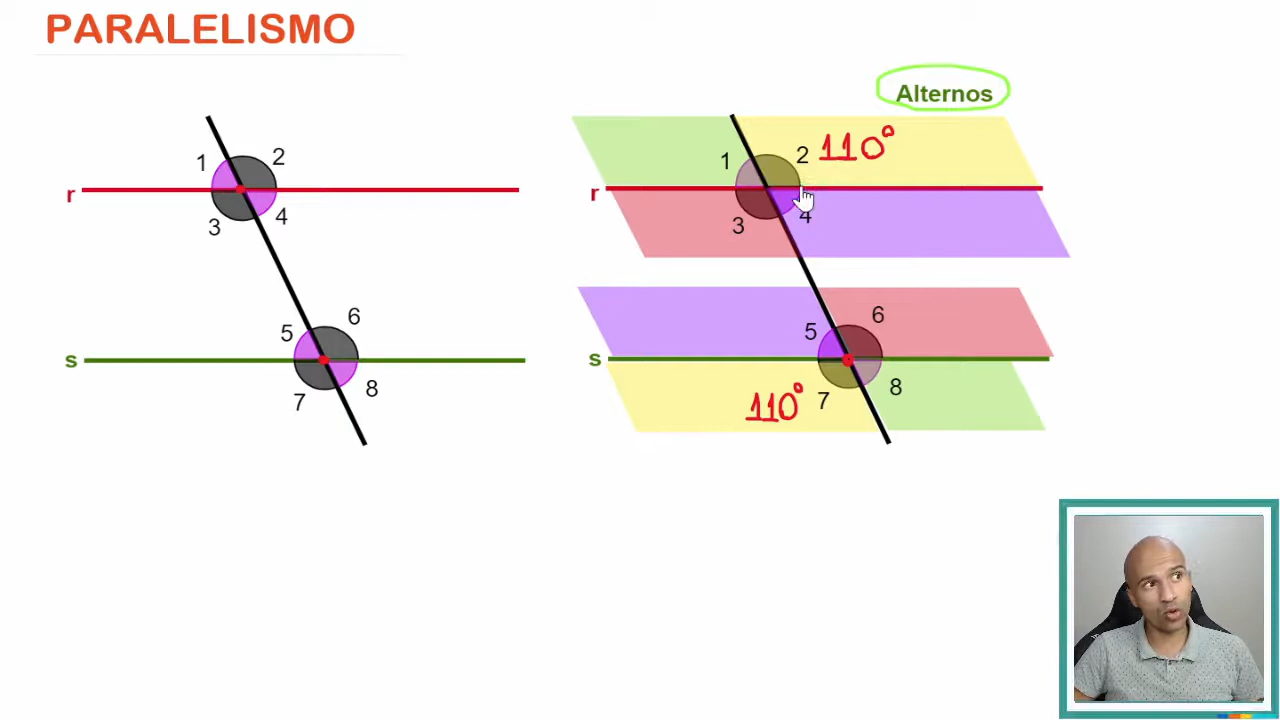 PARALELISMO
Alternos
1 2
r
3 4
5 6
s
7 8
1 2 110°
r
3 4
5 6
s
110° 7 8